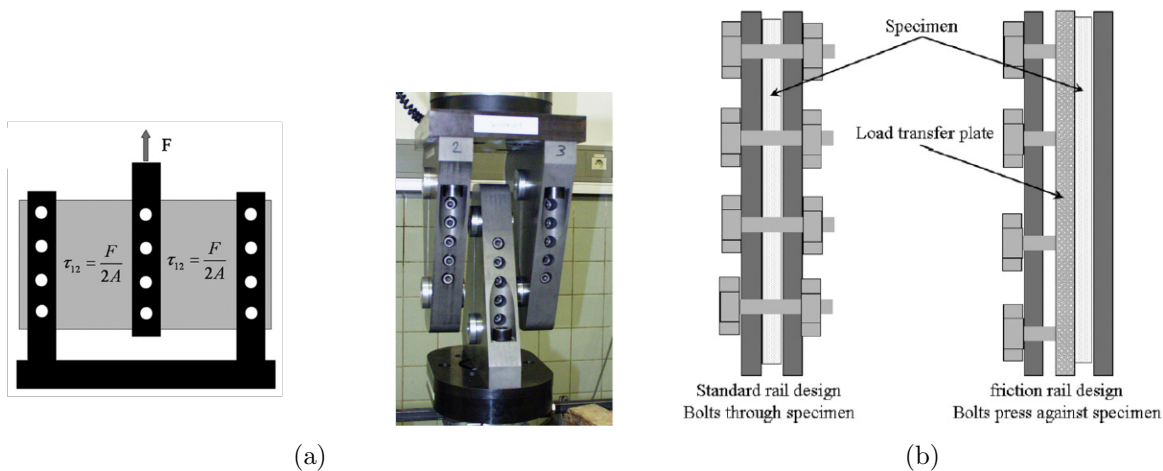 F
τ₁₂ = F/2A
τ₁₂ = F/2A
(a)
2
3
Specimen
Load transfer plate
Standard rail design
Bolts through specimen
friction rail design
Bolts press against specimen
(b)